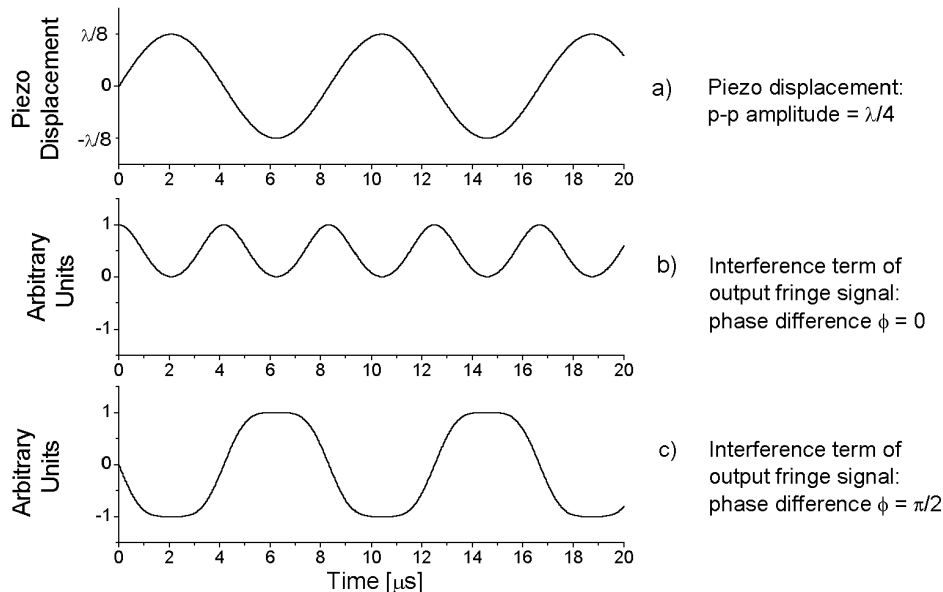 Piezo
Displacement
λ/8
0
-λ/8
0 2 4 6 8 10 12 14 16 18 20
a) Piezo displacement:
p-p amplitude = λ/4
Arbitrary
Units
1
0
-1
0 2 4 6 8 10 12 14 16 18 20
b) Interference term of
output fringe signal:
phase difference ϕ = 0
Arbitrary
Units
1
0
-1
0 2 4 6 8 10 12 14 16 18 20
Time [μs]
c) Interference term of
output fringe signal:
phase difference ϕ = π/2